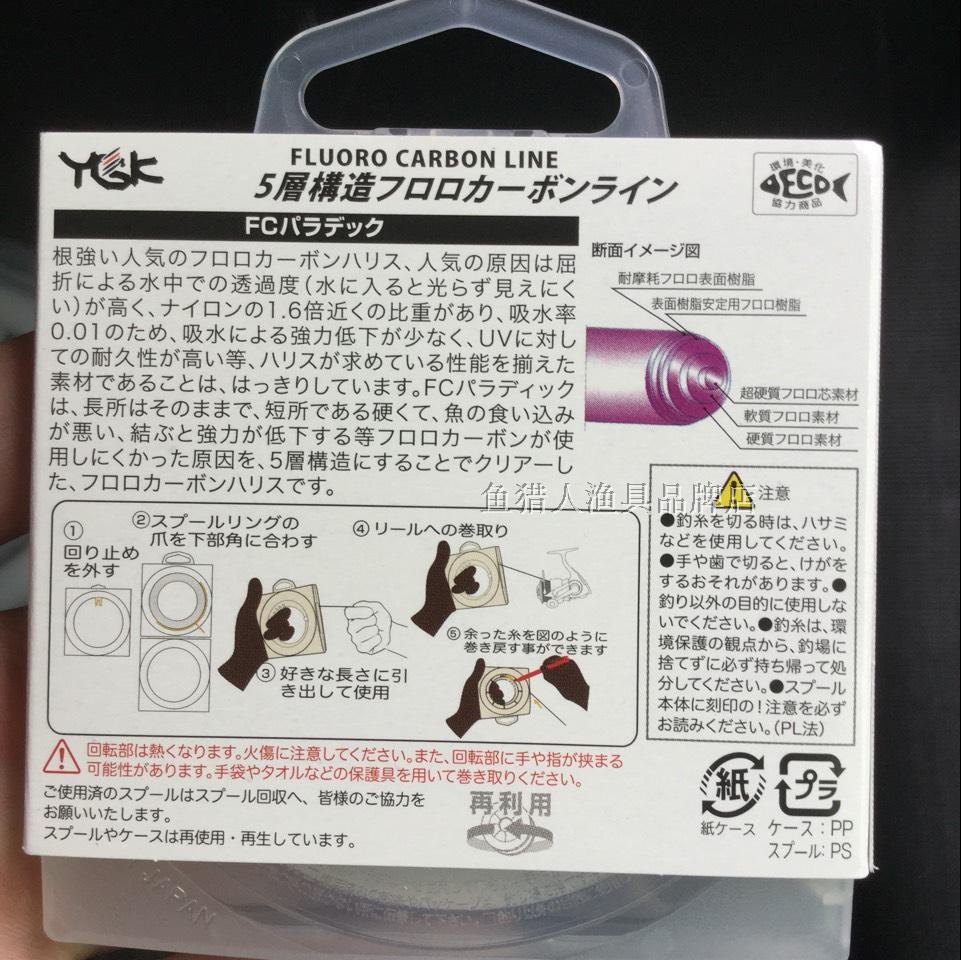 YGK
FLUORO CARBON LINE
5層構造フロロカーボンライン
環境・美化
ECO
協力商品
FCパラデック
根強い人気のフロロカーボンハリス、人気の原因は屈
折による水中での透過度(水に入ると光らず見えにく
い)が高く、ナイロンの1.6倍近くの比重があり、吸水率
0.01のため、吸水による強力低下が少なく、UVに対し
ての耐久性が高い等、ハリスが求めている性能を揃えた
素材であることは、はっきりしています。FCパラディック
は、長所はそのままで、短所である硬くて、魚の食い込み
が悪い、結ぶと強力が低下する等フロロカーボンが使
用しにくかった原因を、5層構造にすることでクリアーし
た、フロロカーボンハリスです。
断面イメージ図
耐摩耗フロロ表面樹脂
表面樹脂安定用フロロ樹脂
超硬質フロロ芯素材
軟質フロロ素材
硬質フロロ素材
鱼猎人渔具品牌店
①
回り止め
を外す
②スプールリングの
爪を下部角に合わす
③ 好きな長さに引
き出して使用
④ リールへの巻取り
⑤ 余った糸を図のように
巻き戻す事ができます
注意
●釣糸を切る時は、ハサミ
などを使用してください。
●手や歯で切ると、けがを
するおそれがあります。●
釣り以外の目的に使用しな
いでください。●釣糸は、環
境保護の観点から、釣場に
捨てずに必ず持ち帰って処
分してください。●スプール
本体に刻印の!注意を必ず
お読みください。(PL法)
回転部は熱くなります。火傷に注意してください。また、回転部に手や指が挟まる
可能性があります。手袋やタオルなどの保護具を用いて巻き取りください。
ご使用済のスプールはスプール回収へ、皆様のご協力を
お願いいたします。
スプールやケースは再使用・再生しています。
再利用
紙
プラ
紙ケース ケース:PP
スプール:PS
JAPAN